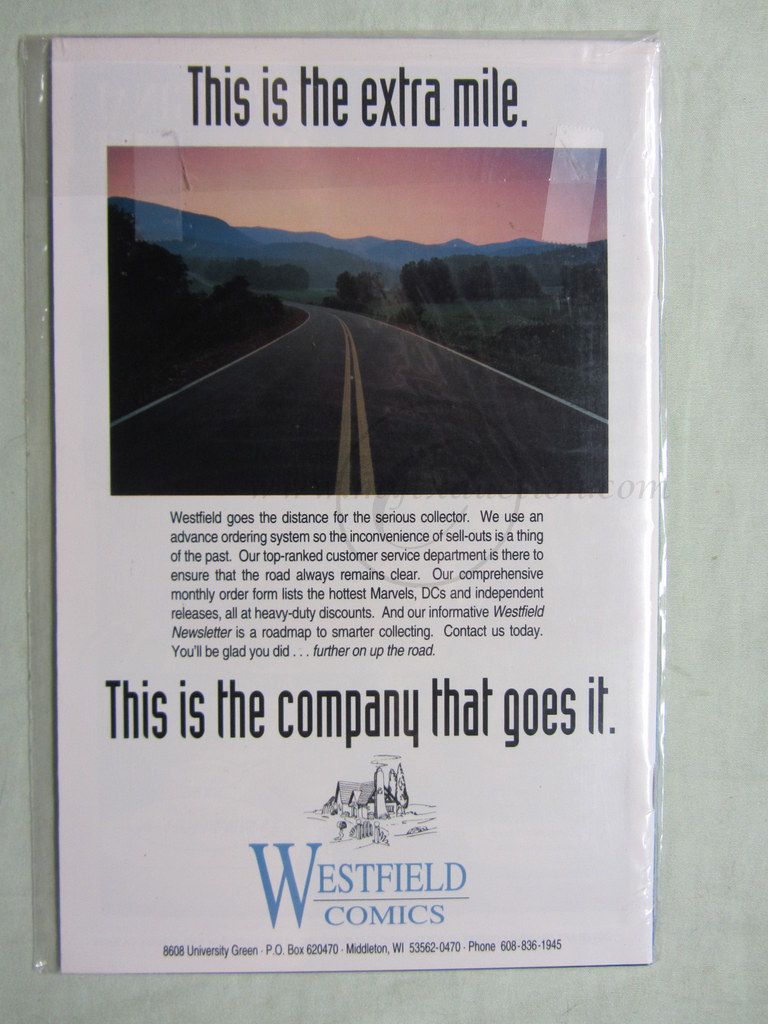 This is the extra mile.
Westfield goes the distance for the serious collector. We use an
advance ordering system so the inconvenience of sell-outs is a thing
of the past. Our top-ranked customer service department is there to
ensure that the road always remains clear. Our comprehensive
monthly order form lists the hottest Marvels, DCs and independent
releases, all at heavy-duty discounts. And our informative Westfield
Newsletter is a roadmap to smarter collecting. Contact us today.
You'll be glad you did . . . further on up the road.
This is the company that goes it.
WESTFIELD
COMICS
8608 University Green · P.O. Box 620470 · Middleton, WI 53562-0470 · Phone 608-836-1945